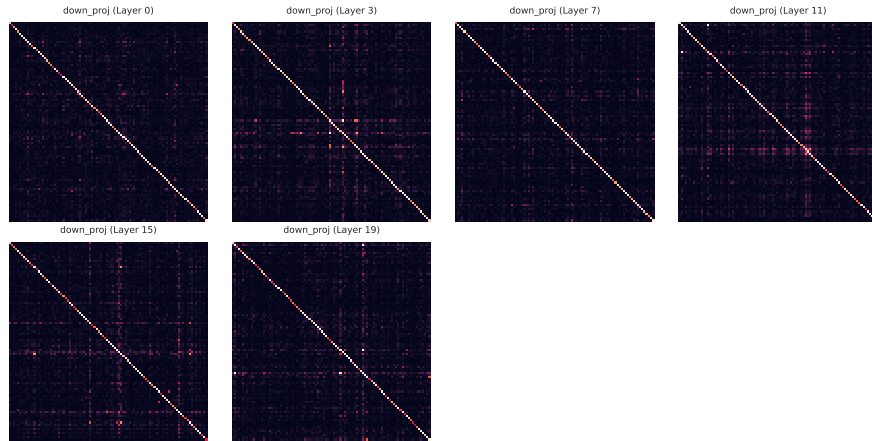 down_proj (Layer 0)
down_proj (Layer 3)
down_proj (Layer 7)
down_proj (Layer 11)
down_proj (Layer 15)
down_proj (Layer 19)